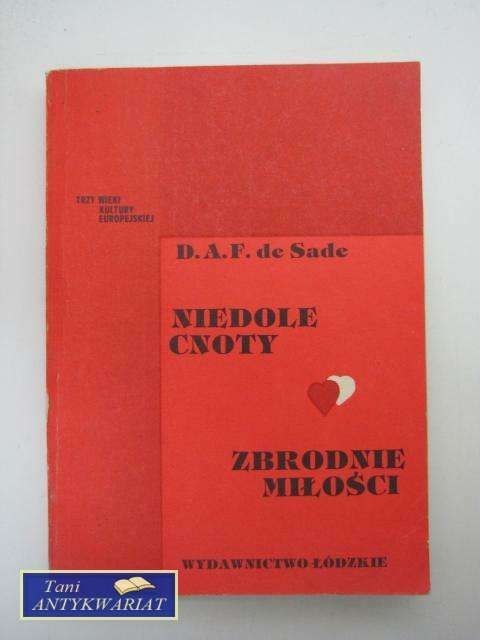 TRZY WIEKI
KULTURY
EUROPEJSKIEJ
D.A.F. de Sade
NIEDOLE
CNOTY
ZBRODNIE
MIŁOŚCI
WYDAWNICTWO ŁÓDZKIE
Tani
ANTYKWARIAT